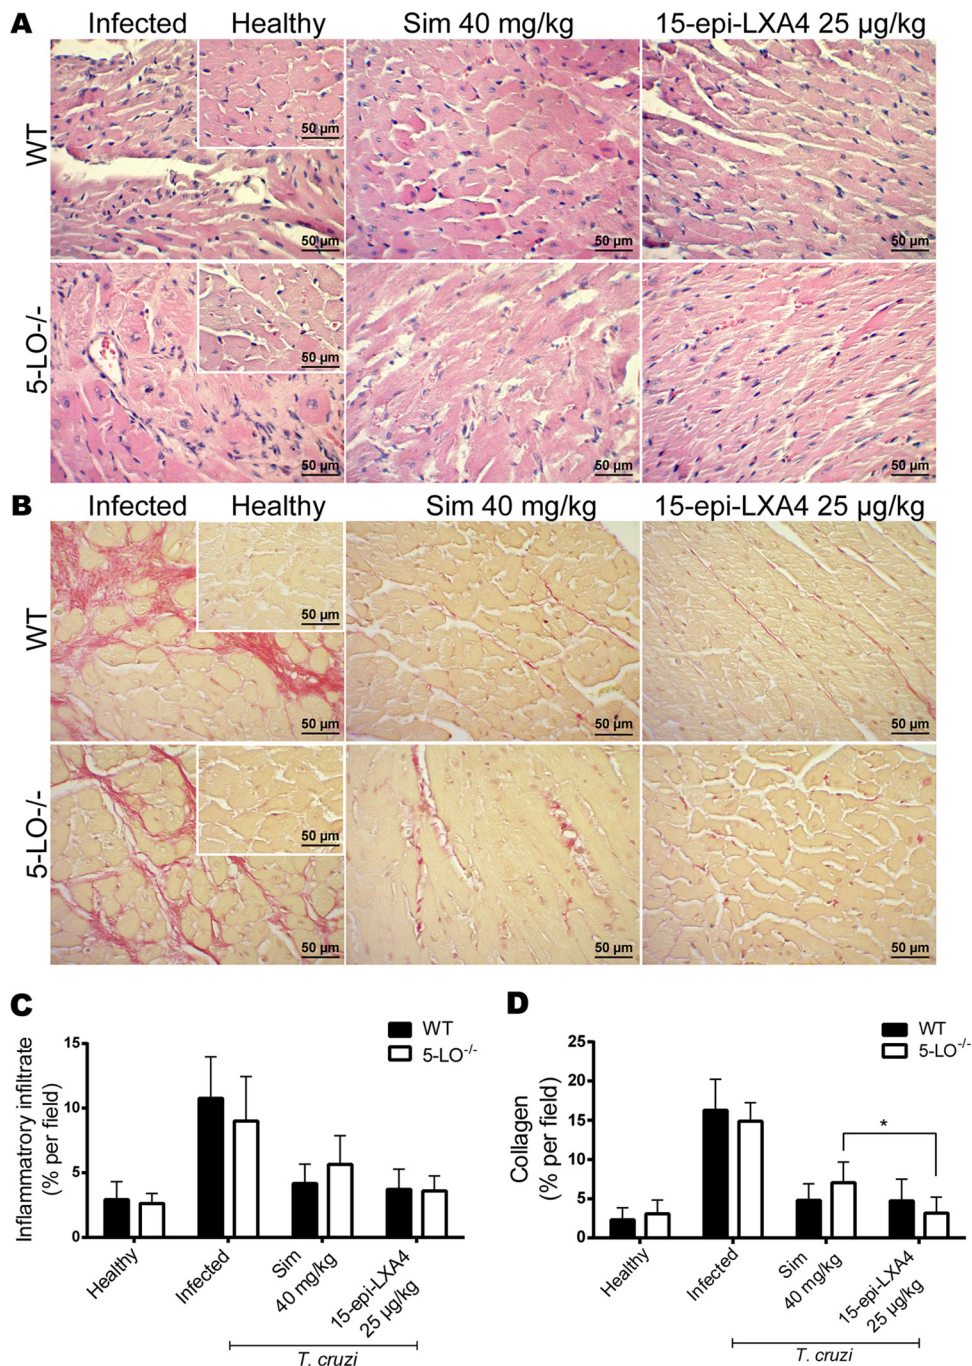 A Infected Healthy Sim 40 mg/kg 15-epi-LXA4 25 µg/kg
WT
50 µm
50 µm 50 µm 50 µm
5-LO-/-
50 µm
50 µm 50 µm 50 µm
B Infected Healthy Sim 40 mg/kg 15-epi-LXA4 25 µg/kg
WT
50 µm
50 µm 50 µm 50 µm
5-LO-/-
50 µm
50 µm 50 µm 50 µm
C
WT
5-LO-/-
Inflammatrory infiltrate
(% per field)
15
10
5
0
Healthy
Infected
Sim
40 mg/kg
15-epi-LXA4
25 µg/kg
T. cruzi
D
WT
5-LO-/-
Collagen
(% per field)
25
20
15
10
5
0
*
Healthy
Infected
Sim
40 mg/kg
15-epi-LXA4
25 µg/kg
T. cruzi